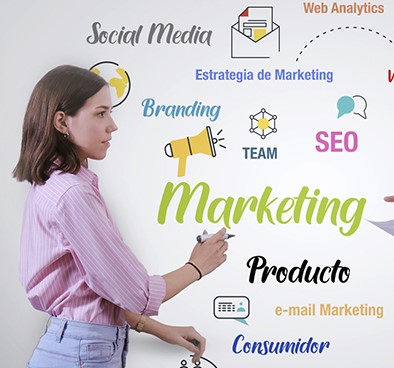 Web Analytics
Social Media
Estrategia de Marketing
Branding
TEAM
SEO
Marketing
Producto
e-mail Marketing
Consumidor